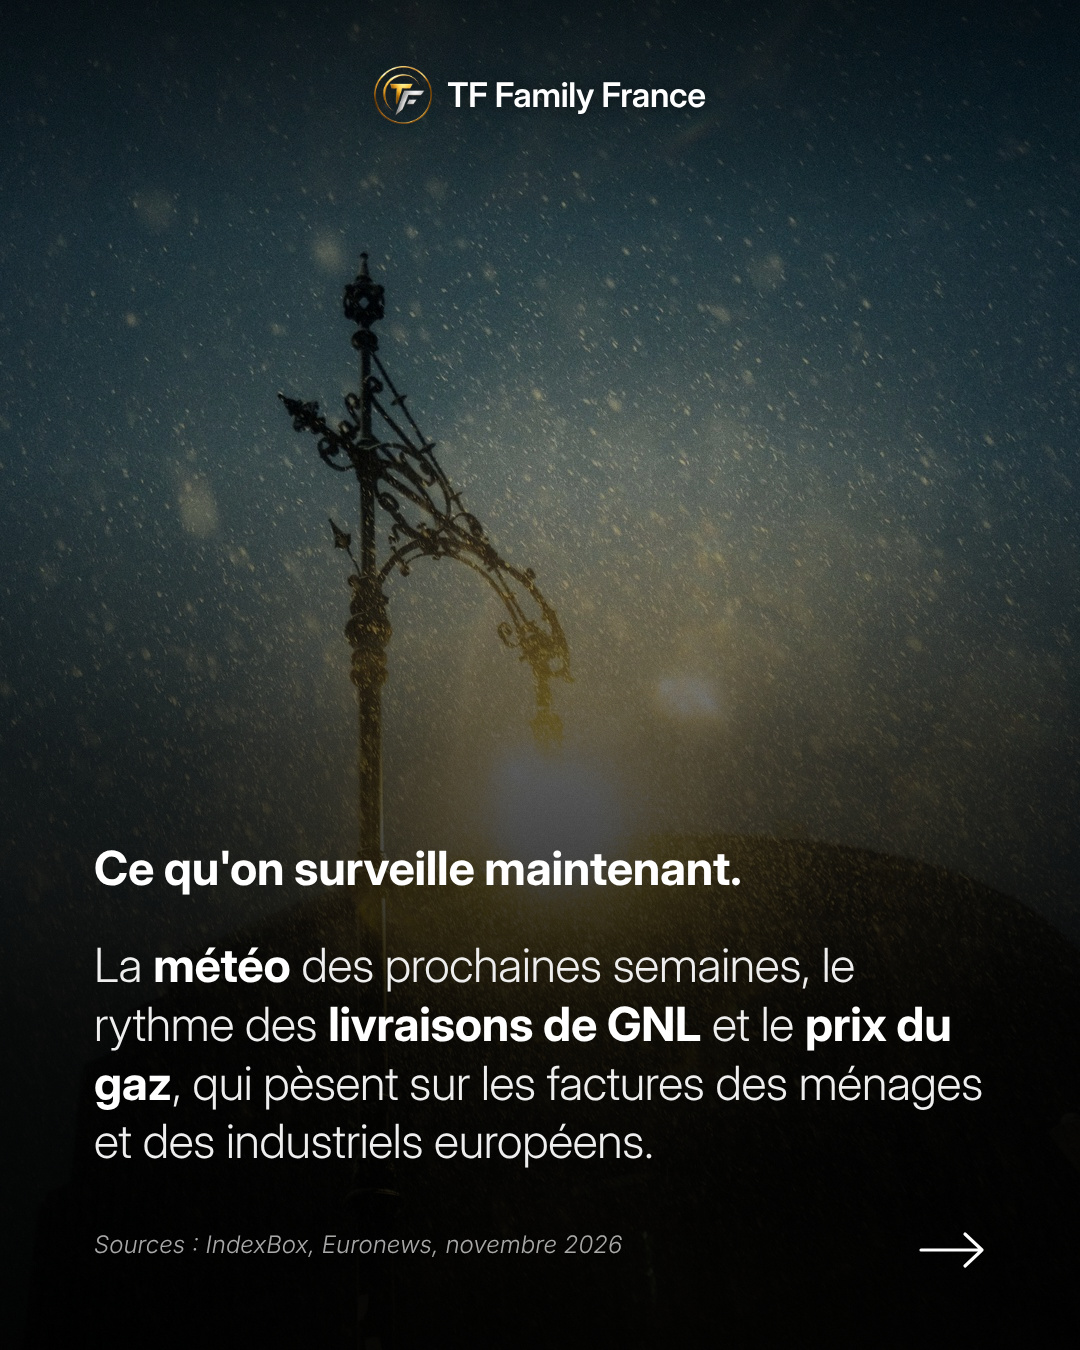 TF TF Family France
Ce qu'on surveille maintenant.
La météo des prochaines semaines, le
rythme des livraisons de GNL et le prix du
gaz, qui pèsent sur les factures des ménages
et des industriels européens.
Sources : IndexBox, Euronews, novembre 2026